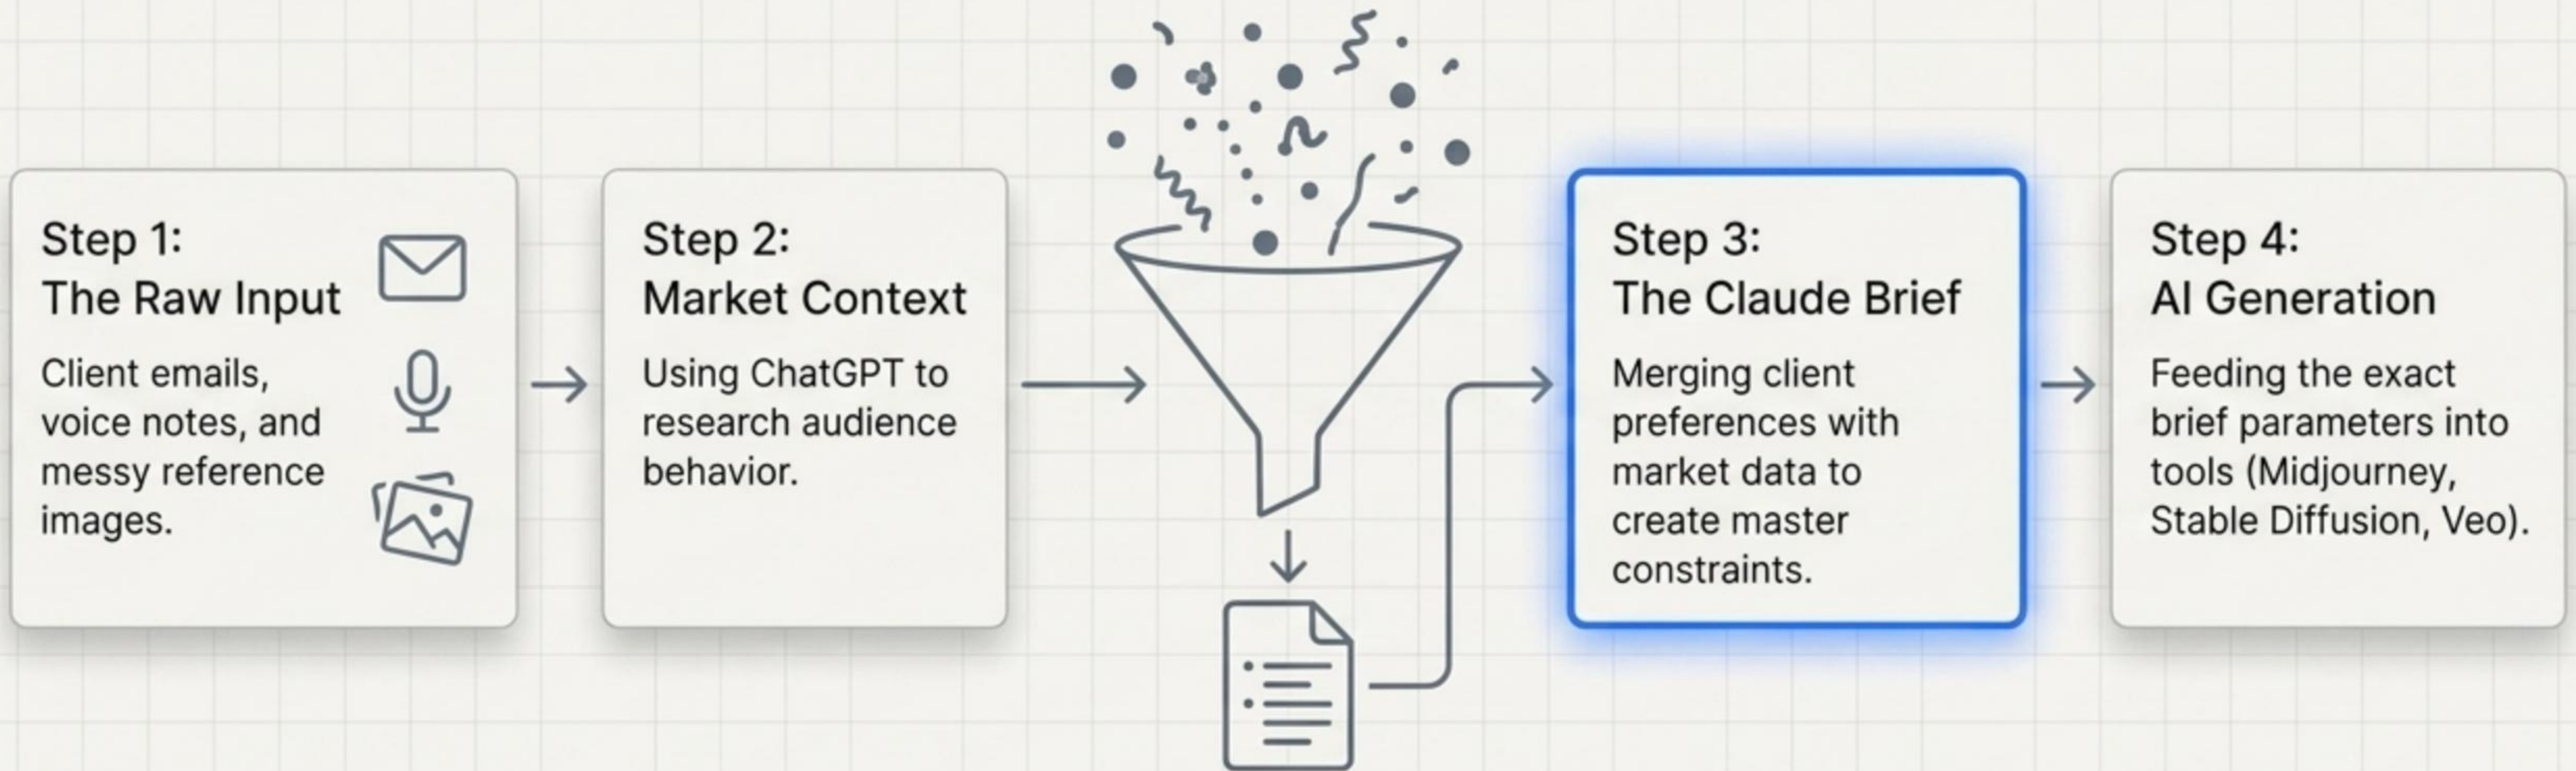 Step 1:
The Raw Input
Client emails,
voice notes, and
messy reference
images.
Step 2:
Market Context
Using ChatGPT to
research audience
behavior.
Step 3:
The Claude Brief
Merging client
preferences with
market data to
create master
constraints.
Step 4:
AI Generation
Feeding the exact
brief parameters into
tools (Midjourney,
Stable Diffusion, Veo).